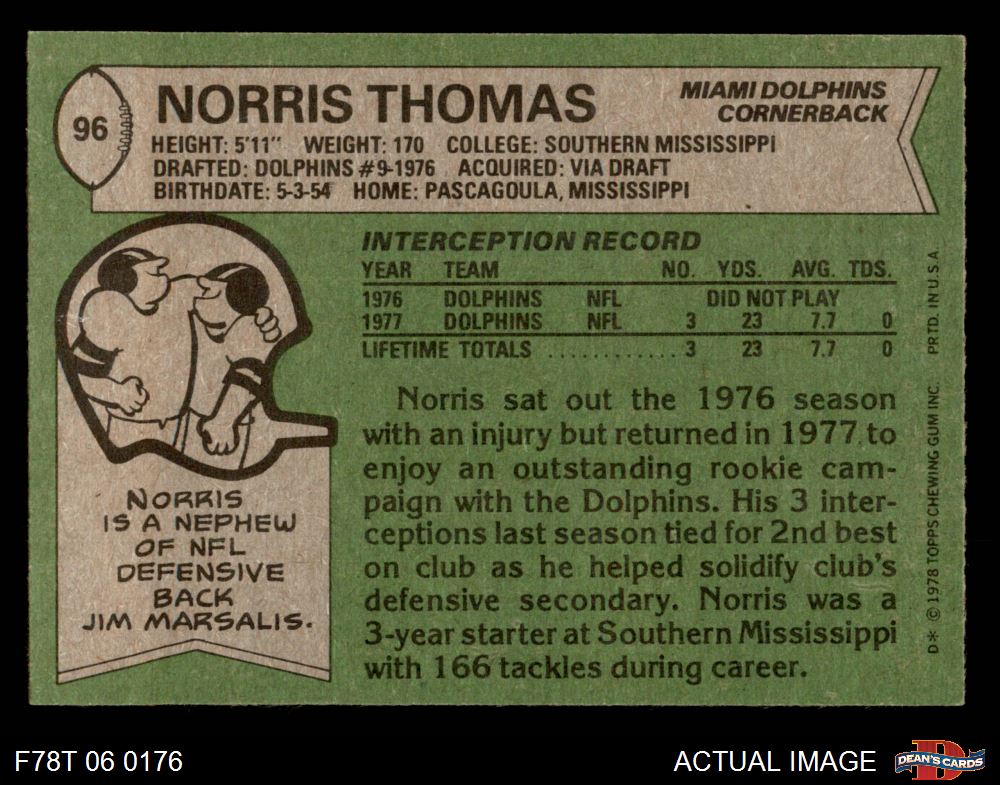 96
NORRIS THOMAS
MIAMI DOLPHINS
CORNERBACK
HEIGHT: 5'11" WEIGHT: 170 COLLEGE: SOUTHERN MISSISSIPPI
DRAFTED: DOLPHINS #9-1976 ACQUIRED: VIA DRAFT
BIRTHDATE: 5-3-54 HOME: PASCAGOULA, MISSISSIPPI
INTERCEPTION RECORD
YEAR TEAM NO. YDS. AVG. TDS.
1976 DOLPHINS NFL DID NOT PLAY
1977 DOLPHINS NFL 3 23 7.7 0
LIFETIME TOTALS ............ 3 23 7.7 0
Norris sat out the 1976 season
with an injury but returned in 1977 to
enjoy an outstanding rookie cam-
paign with the Dolphins. His 3 inter-
ceptions last season tied for 2nd best
on club as he helped solidify club's
defensive secondary. Norris was a
3-year starter at Southern Mississippi
with 166 tackles during career.
NORRIS
IS A NEPHEW
OF NFL
DEFENSIVE
BACK
JIM MARSALIS.
D* © 1978 TOPPS CHEWING GUM INC. PRTD. IN U.S.A.
F78T 06 0176
ACTUAL IMAGE
DEAN'S CARDS